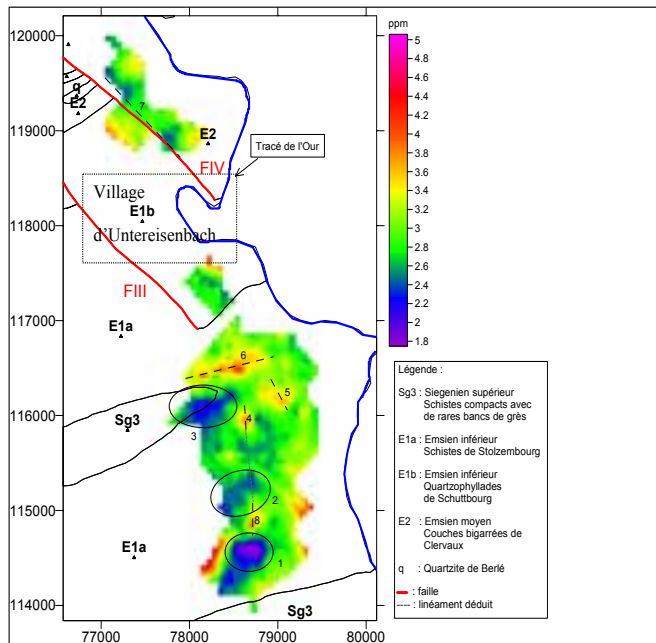 ppm
5
4.8
4.6
4.4
4.2
4
3.8
3.6
3.4
3.2
3
2.8
2.6
2.4
2.2
2
1.8
120000
119000
118000
117000
116000
115000
114000
77000
78000
79000
80000
q
E2
7
E2
FIV
Tracé de l'Our
Village
E1b
d'Untereisenbach
FIII
E1a
6
5
4
Sg3
3
2
8
E1a
1
Sg3
Légende :
Sg3 : Siegenien supérieur
Schistes compacts avec
de rares bancs de grès
E1a : Emsien inférieur
Schistes de Stolzembourg
E1b : Emsien inférieur
Quartzophyllades
de Schuttbourg
E2 : Emsien moyen
Couches bigarrées de
Clervaux
q : Quartzite de Berlé
: faille
: linéament déduit